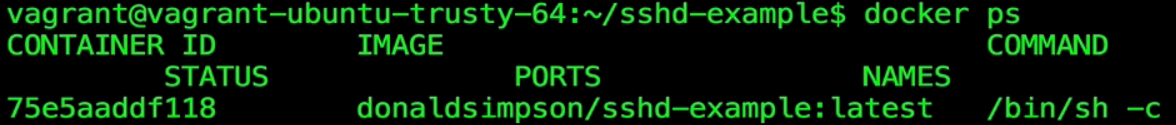 vagrant@vagrant-ubuntu-trusty-64:~/sshd-example$ docker ps
CONTAINER ID IMAGE COMMAND
STATUS PORTS NAMES
75e5aaddf118 donaldsimpson/sshd-example:latest /bin/sh -c